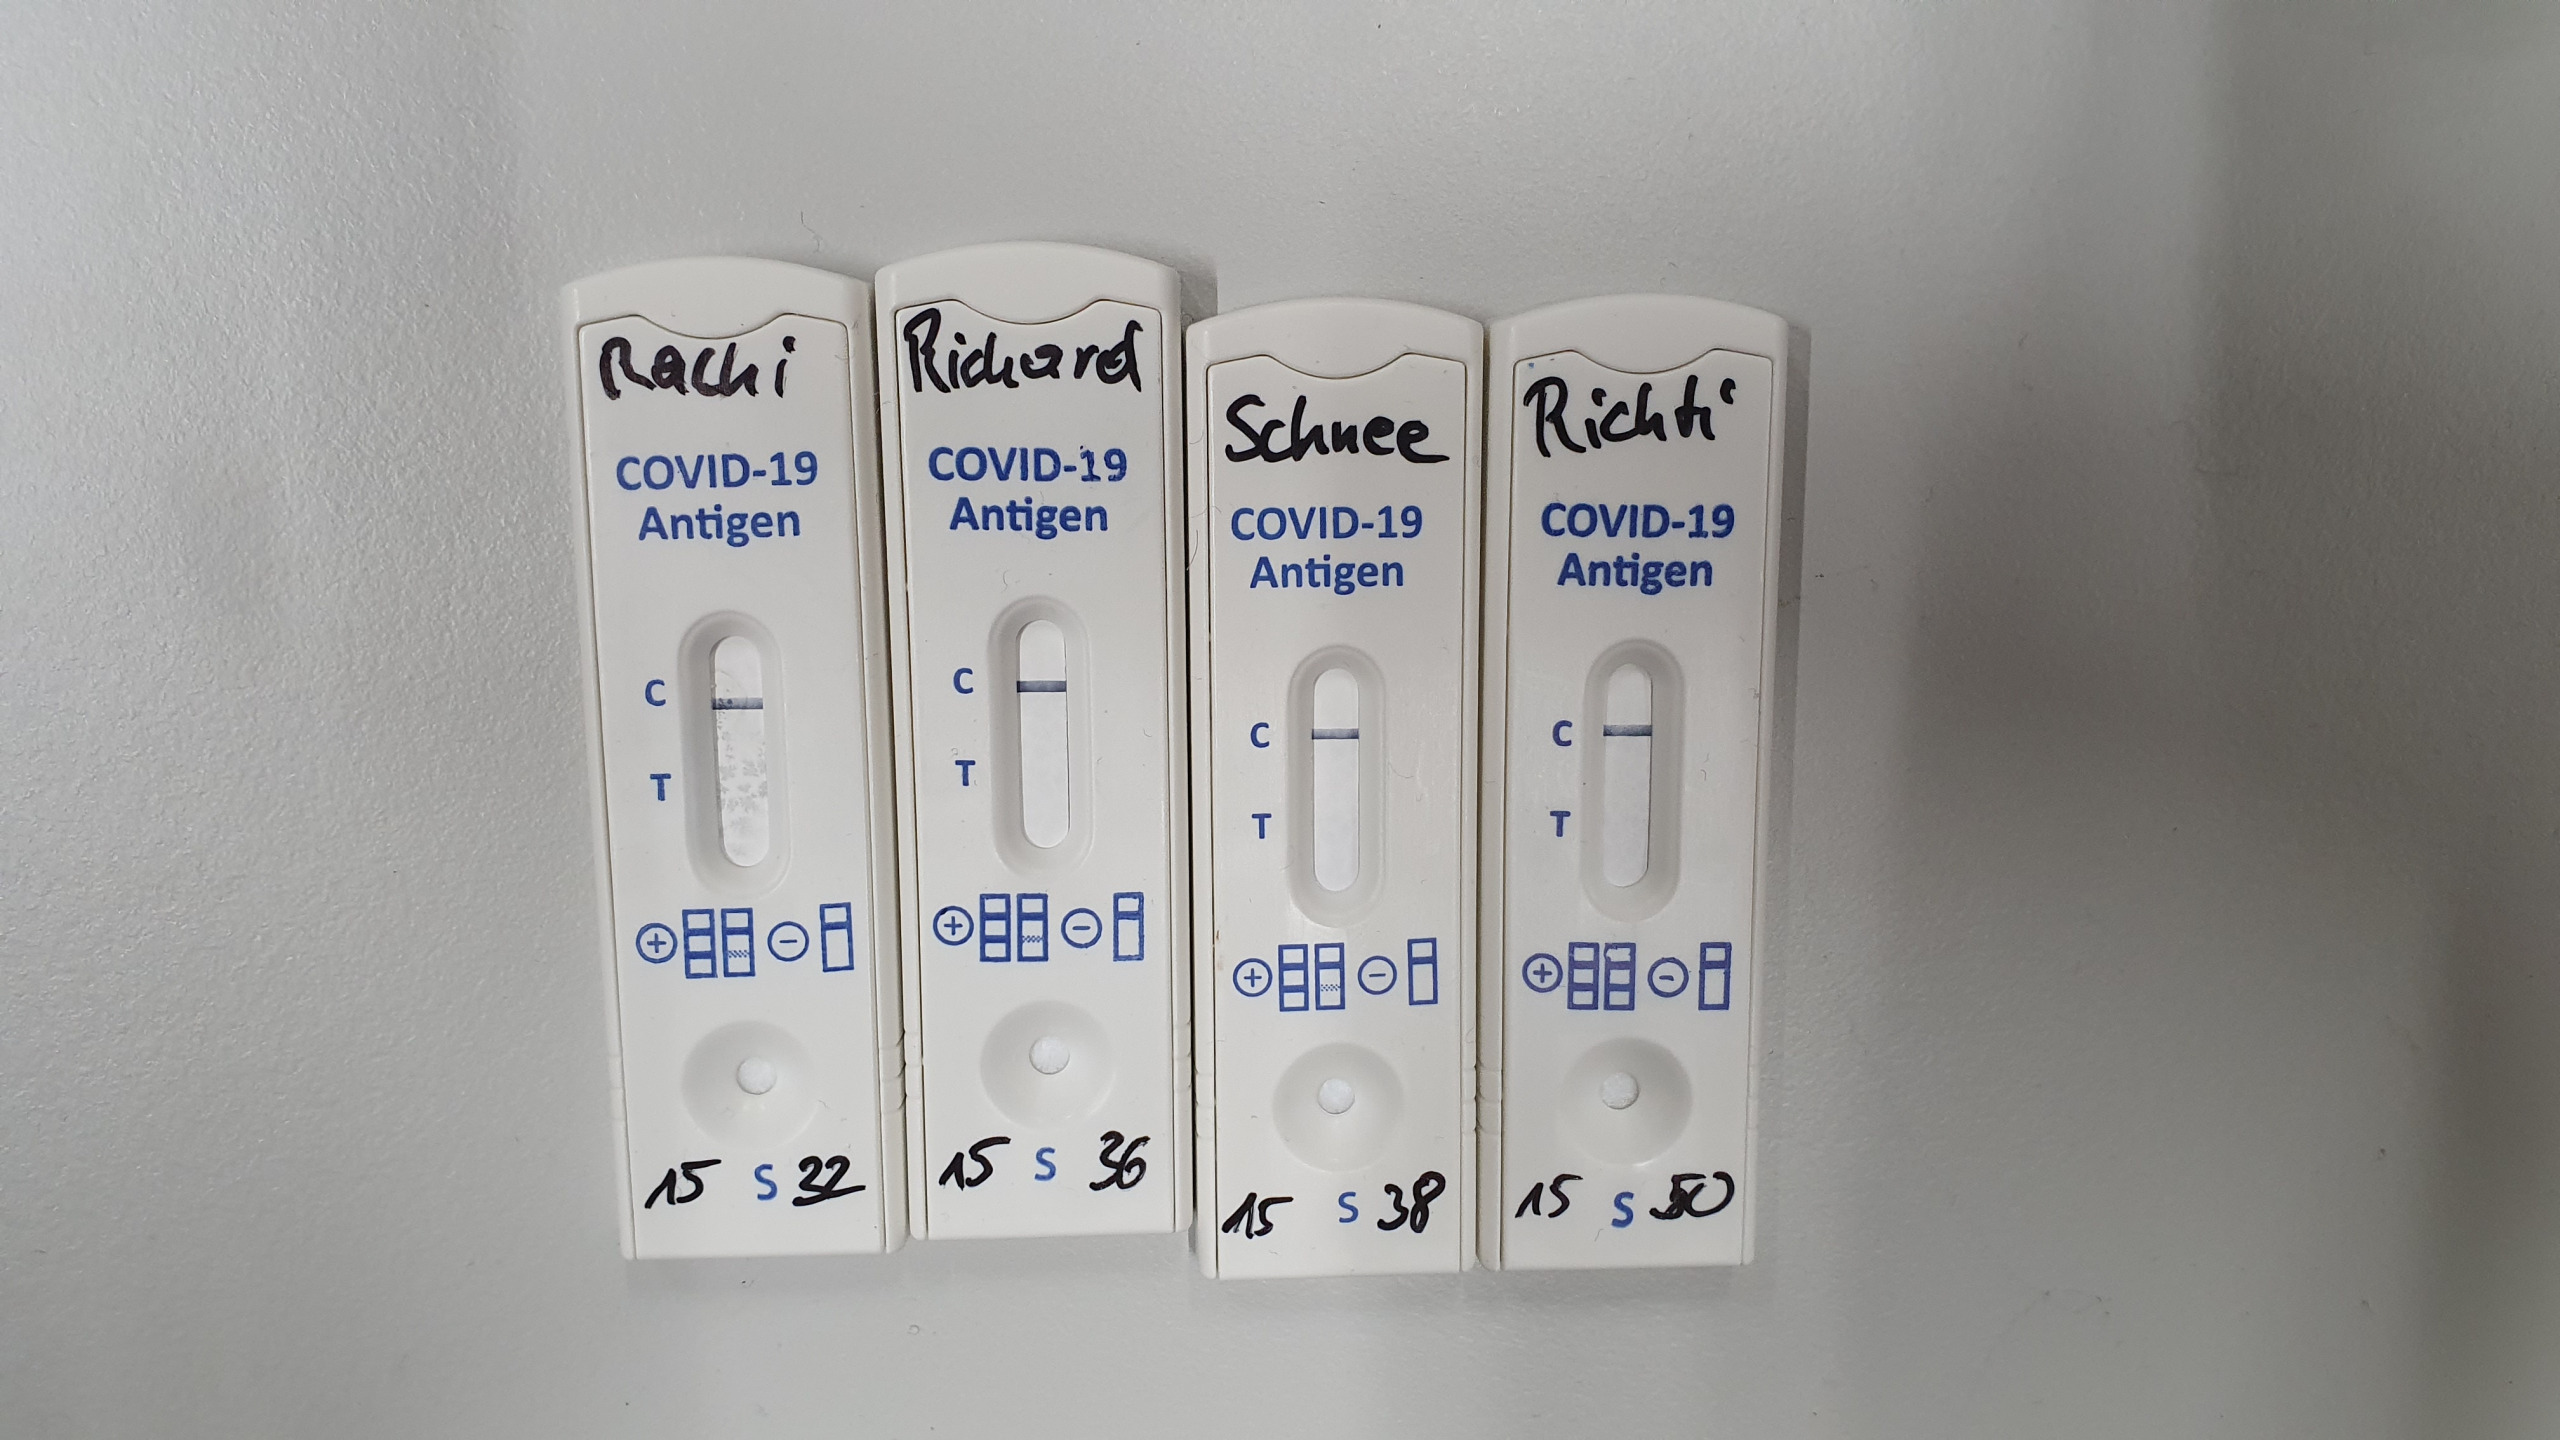 Rachi
COVID-19
Antigen
C
T
+ -
15 S 32
Richard
COVID-19
Antigen
C
T
+ -
15 S 36
Schnee
COVID-19
Antigen
C
T
+ -
15 S 38
Richti
COVID-19
Antigen
C
T
+ -
15 S 50